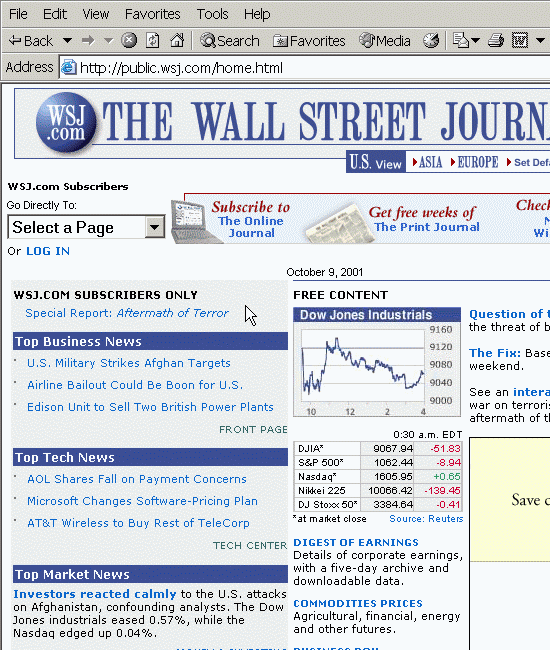 File Edit View Favorites Tools Help
Back Search Favorites Media
Address http://public.wsj.com/home.html
WSJ.com THE WALL STREET JOURNA
U.S. View ASIA EUROPE Set Defa
WSJ.com Subscribers
Go Directly To:
Select a Page
Or LOG IN
Subscribe to
The Online
Journal
Get free weeks of
The Print Journal
Check
N
Wi
October 9, 2001
WSJ.COM SUBSCRIBERS ONLY
Special Report: Aftermath of Terror
Top Business News
U.S. Military Strikes Afghan Targets
Airline Bailout Could Be Boon for U.S.
Edison Unit to Sell Two British Power Plants
FRONT PAGE
Top Tech News
AOL Shares Fall on Payment Concerns
Microsoft Changes Software-Pricing Plan
AT&T Wireless to Buy Rest of TeleCorp
TECH CENTER
Top Market News
Investors reacted calmly to the U.S. attacks
on Afghanistan, confounding analysts. The Dow
Jones industrials eased 0.57%, while the
Nasdaq edged up 0.04%.
FREE CONTENT
Dow Jones Industrials
9160
9120
9080
9040
9000
10 12 2 4
0:30 a.m. EDT
DJIA* 9067.94 -51.83
S&P 500* 1062.44 -8.94
Nasdaq* 1605.95 +0.65
Nikkei 225 10066.42 -139.45
DJ Stoxx 50* 3384.64 -0.41
*at market close Source: Reuters
DIGEST OF EARNINGS
Details of corporate earnings,
with a five-day archive and
downloadable data.
COMMODITIES PRICES
Agricultural, financial, energy
and other futures.
Question of t
the threat of b
The Fix: Base
weekend.
See an intera
war on terroris
aftermath of th
Save c